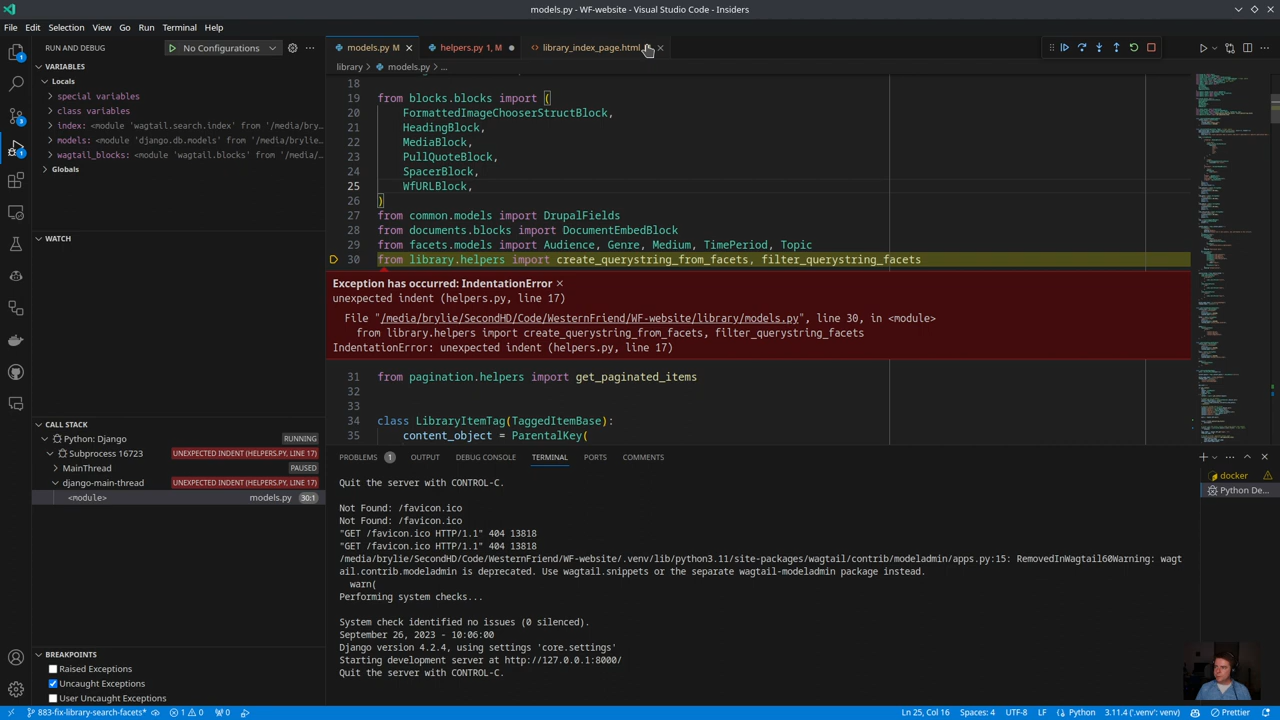 models.py - WF-website - Visual Studio Code - Insiders
File Edit Selection View Go Run Terminal Help
RUN AND DEBUG No Configurations
models.py M helpers.py 1, M library_index_page.html
library models.py ...
VARIABLES
Locals
special variables
class variables
index: <module 'wagtail.search.index' from '/media/bry...
models: <module 'django.db.models' from '/media/brylie...
wagtail_blocks: <module 'wagtail.blocks' from '/media/...
Globals
WATCH
CALL STACK
Python: Django RUNNING
Subprocess 16723 UNEXPECTED INDENT (HELPERS.PY, LINE 17)
MainThread PAUSED
django-main-thread UNEXPECTED INDENT (HELPERS.PY, LINE 17)
<module> models.py 30:1
BREAKPOINTS
Raised Exceptions
Uncaught Exceptions
User Uncaught Exceptions
18
19 from blocks.blocks import (
20 FormattedImageChooserStructBlock,
21 HeadingBlock,
22 MediaBlock,
23 PullQuoteBlock,
24 SpacerBlock,
25 WfURLBlock,
26 )
27 from common.models import DrupalFields
28 from documents.blocks import DocumentEmbedBlock
29 from facets.models import Audience, Genre, Medium, TimePeriod, Topic
30 from library.helpers import create_querystring_from_facets, filter_querystring_facets
Exception has occurred: IndentationError
unexpected indent (helpers.py, line 17)
File "/media/brylie/SecondHD/Code/WesternFriend/WF-website/library/models.py", line 30, in <module>
from library.helpers import create_querystring_from_facets, filter_querystring_facets
IndentationError: unexpected indent (helpers.py, line 17)
31 from pagination.helpers import get_paginated_items
32
33
34 class LibraryItemTag(TaggedItemBase):
35 content_object = ParentalKey(
PROBLEMS 1 OUTPUT DEBUG CONSOLE TERMINAL PORTS COMMENTS
docker
Python De...
Quit the server with CONTROL-C.
Not Found: /favicon.ico
Not Found: /favicon.ico
"GET /favicon.ico HTTP/1.1" 404 13818
"GET /favicon.ico HTTP/1.1" 404 13818
/media/brylie/SecondHD/Code/WesternFriend/WF-website/.venv/lib/python3.11/site-packages/wagtail/contrib/modeladmin/apps.py:15: RemovedInWagtail60Warning: wagt
ail.contrib.modeladmin is deprecated. Use wagtail.snippets or the separate wagtail-modeladmin package instead.
warn(
Performing system checks...
System check identified no issues (0 silenced).
September 26, 2023 - 10:06:00
Django version 4.2.4, using settings 'core.settings'
Starting development server at http://127.0.0.1:8000/
Quit the server with CONTROL-C.
883-fix-library-search-facets* 1 0 0 Ln 25, Col 16 Spaces: 4 UTF-8 LF Python 3.11.4 ('.venv': venv) Prettier